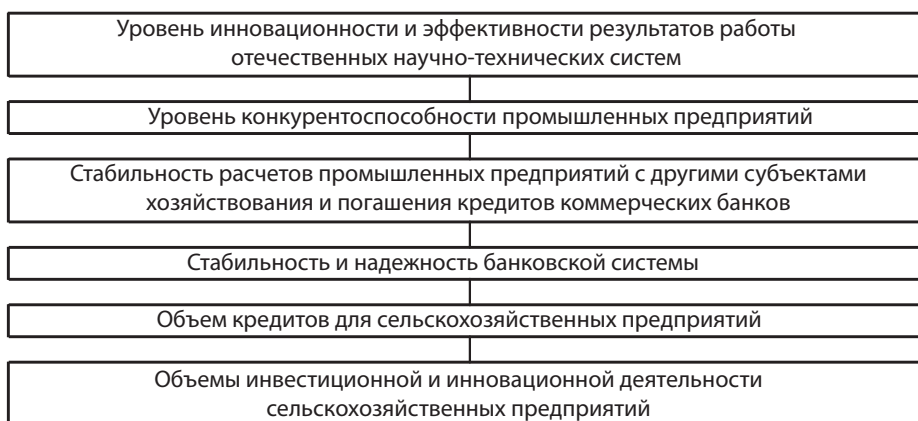 Уровень инновационности и эффективности результатов работы
отечественных научно-технических систем
Уровень конкурентоспособности промышленных предприятий
Стабильность расчетов промышленных предприятий с другими субъектами
хозяйствования и погашения кредитов коммерческих банков
Стабильность и надежность банковской системы
Объем кредитов для сельскохозяйственных предприятий
Объемы инвестиционной и инновационной деятельности
сельскохозяйственных предприятий